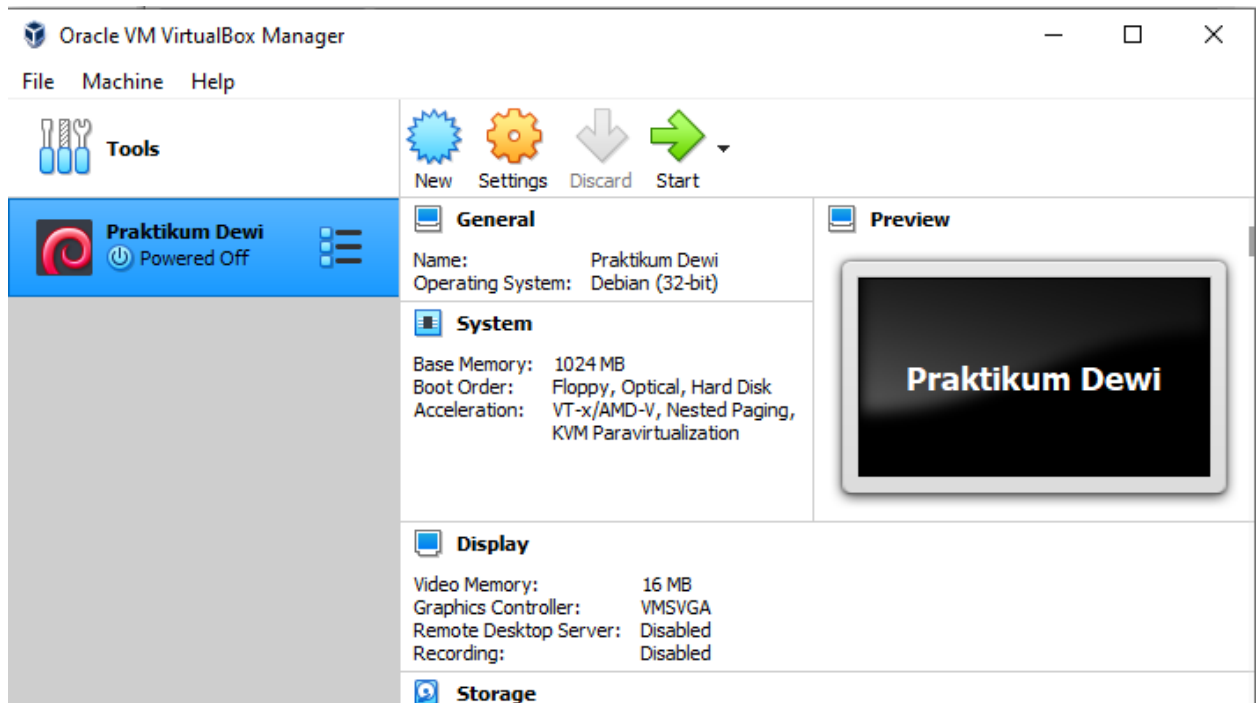 Oracle VM VirtualBox Manager
File Machine Help
Tools
New Settings Discard Start
Praktikum Dewi
Powered Off
General
Name: Praktikum Dewi
Operating System: Debian (32-bit)
System
Base Memory: 1024 MB
Boot Order: Floppy, Optical, Hard Disk
Acceleration: VT-x/AMD-V, Nested Paging,
KVM Paravirtualization
Preview
Praktikum Dewi
Display
Video Memory: 16 MB
Graphics Controller: VMSVGA
Remote Desktop Server: Disabled
Recording: Disabled
Storage